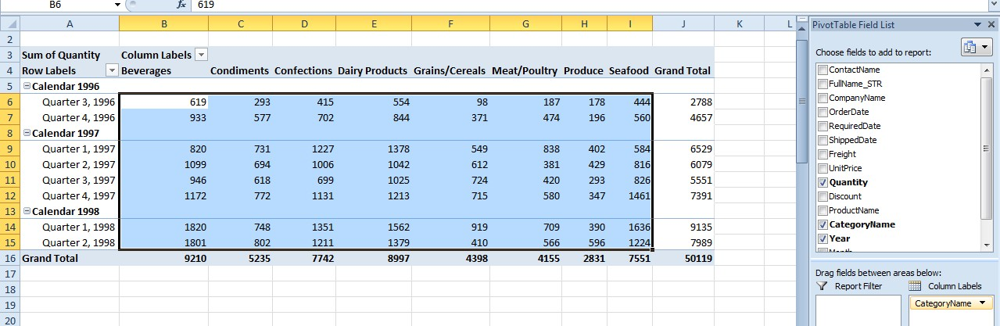 B6 fx 619
A B C D E F G H I J K L
2
3 Sum of Quantity Column Labels
4 Row Labels Beverages Condiments Confections Dairy Products Grains/Cereals Meat/Poultry Produce Seafood Grand Total
5 Calendar 1996
6 Quarter 3, 1996 619 293 415 554 98 187 178 444 2788
7 Quarter 4, 1996 933 577 702 844 371 474 196 560 4657
8 Calendar 1997
9 Quarter 1, 1997 820 731 1227 1378 549 838 402 584 6529
10 Quarter 2, 1997 1099 694 1006 1042 612 381 429 816 6079
11 Quarter 3, 1997 946 618 699 1025 724 420 293 826 5551
12 Quarter 4, 1997 1172 772 1131 1213 715 580 347 1461 7391
13 Calendar 1998
14 Quarter 1, 1998 1820 748 1351 1562 919 709 390 1636 9135
15 Quarter 2, 1998 1801 802 1211 1379 410 566 596 1224 7989
16 Grand Total 9210 5235 7742 8997 4398 4155 2831 7551 50119
17
18
19
20
PivotTable Field List
Choose fields to add to report:
ContactName
FullName_STR
CompanyName
OrderDate
RequiredDate
ShippedDate
Freight
UnitPrice
Quantity
Discount
ProductName
CategoryName
Year
Drag fields between areas below:
Report Filter Column Labels
CategoryName